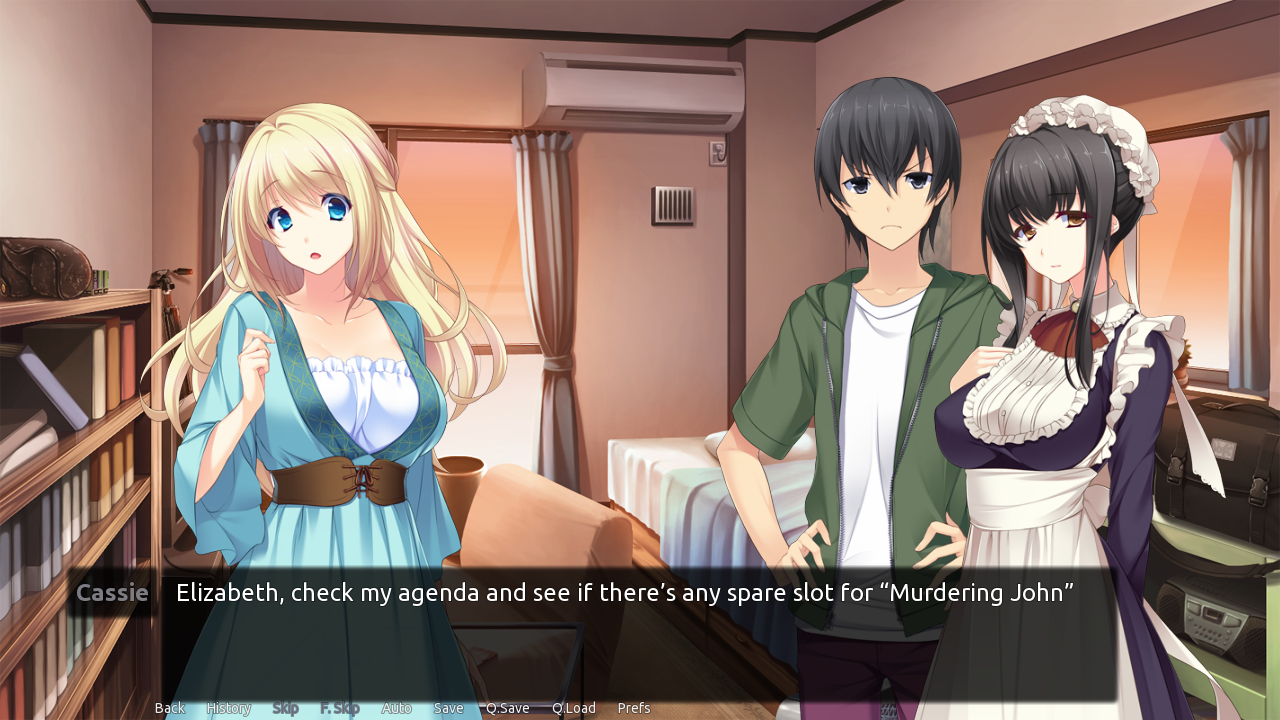 Cassie
Elizabeth, check my agenda and see if there’s any spare slot for “Murdering John”
Back History Skip F. Skip Auto Save Q.Save Q.Load Prefs